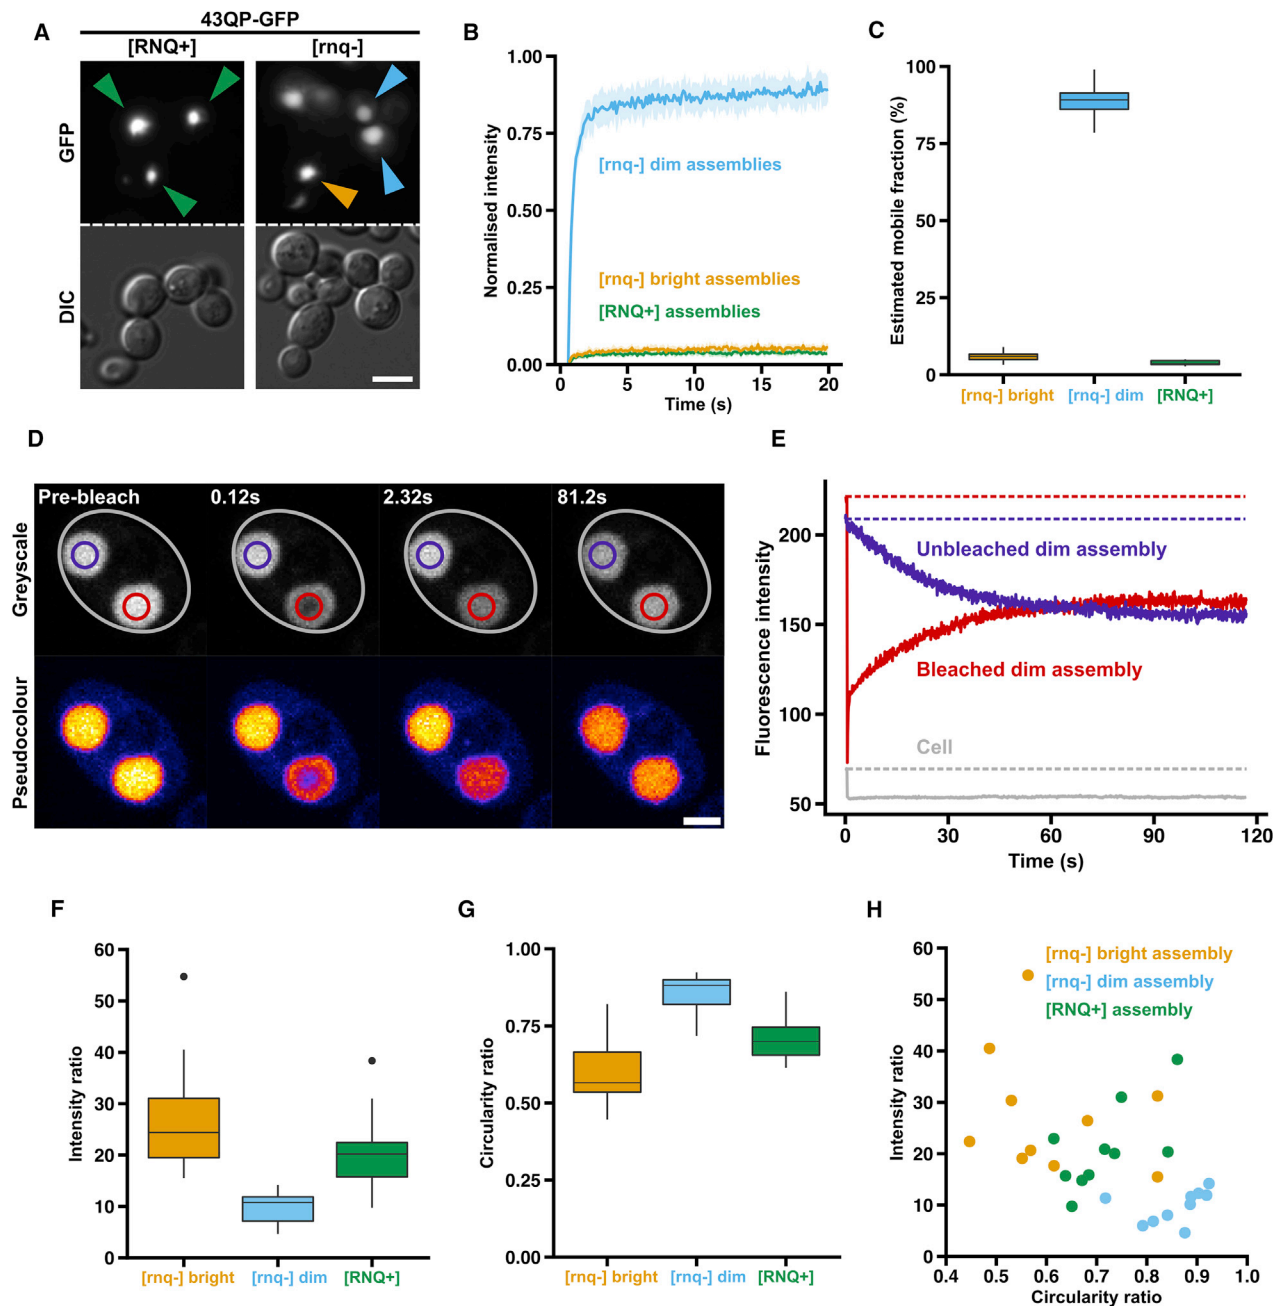 A
43QP-GFP
[RNQ+]
[rnq-]
GFP
DIC
B
1.00
0.75
0.50
0.25
0.00
Normalised intensity
[rnq-] dim assemblies
[rnq-] bright assemblies
[RNQ+] assemblies
0
5
10
15
20
Time (s)
C
100
75
50
25
0
Estimated mobile fraction (%)
[rnq-] bright
[rnq-] dim
[RNQ+]
D
Pre-bleach
0.12s
2.32s
81.2s
Greyscale
Pseudocolour
E
200
150
100
50
Fluorescence intensity
Unbleached dim assembly
Bleached dim assembly
Cell
0
30
60
90
120
Time (s)
F
60
50
40
30
20
10
0
Intensity ratio
[rnq-] bright
[rnq-] dim
[RNQ+]
G
1.00
0.75
0.50
0.25
0.00
Circularity ratio
[rnq-] bright
[rnq-] dim
[RNQ+]
H
60
50
40
30
20
10
0
Intensity ratio
[rnq-] bright assembly
[rnq-] dim assembly
[RNQ+] assembly
0.4
0.5
0.6
0.7
0.8
0.9
1.0
Circularity ratio